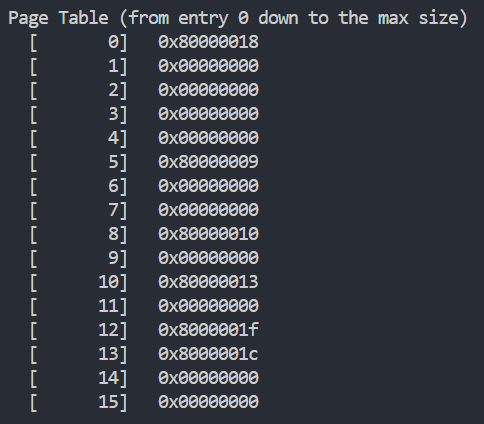 Page Table (from entry 0 down to the max size)
[ 0] 0x80000018
[ 1] 0x00000000
[ 2] 0x00000000
[ 3] 0x00000000
[ 4] 0x00000000
[ 5] 0x80000009
[ 6] 0x00000000
[ 7] 0x00000000
[ 8] 0x80000010
[ 9] 0x00000000
[ 10] 0x80000013
[ 11] 0x00000000
[ 12] 0x8000001f
[ 13] 0x8000001c
[ 14] 0x00000000
[ 15] 0x00000000